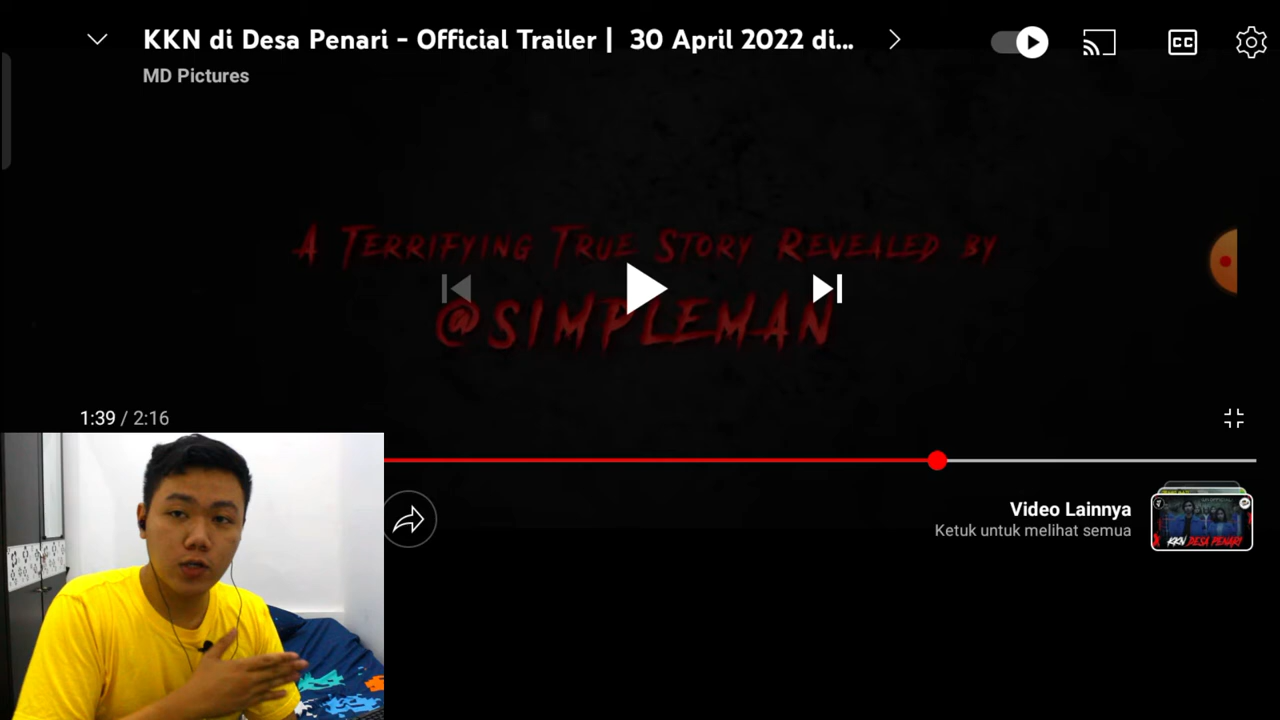 KKN di Desa Penari - Official Trailer | 30 April 2022 di...
MD Pictures
CC
A Terrifying True Story Revealed by
@SIMPLEMAN
1:39 / 2:16
Video Lainnya
Ketuk untuk melihat semua
KKN DESA PENARI